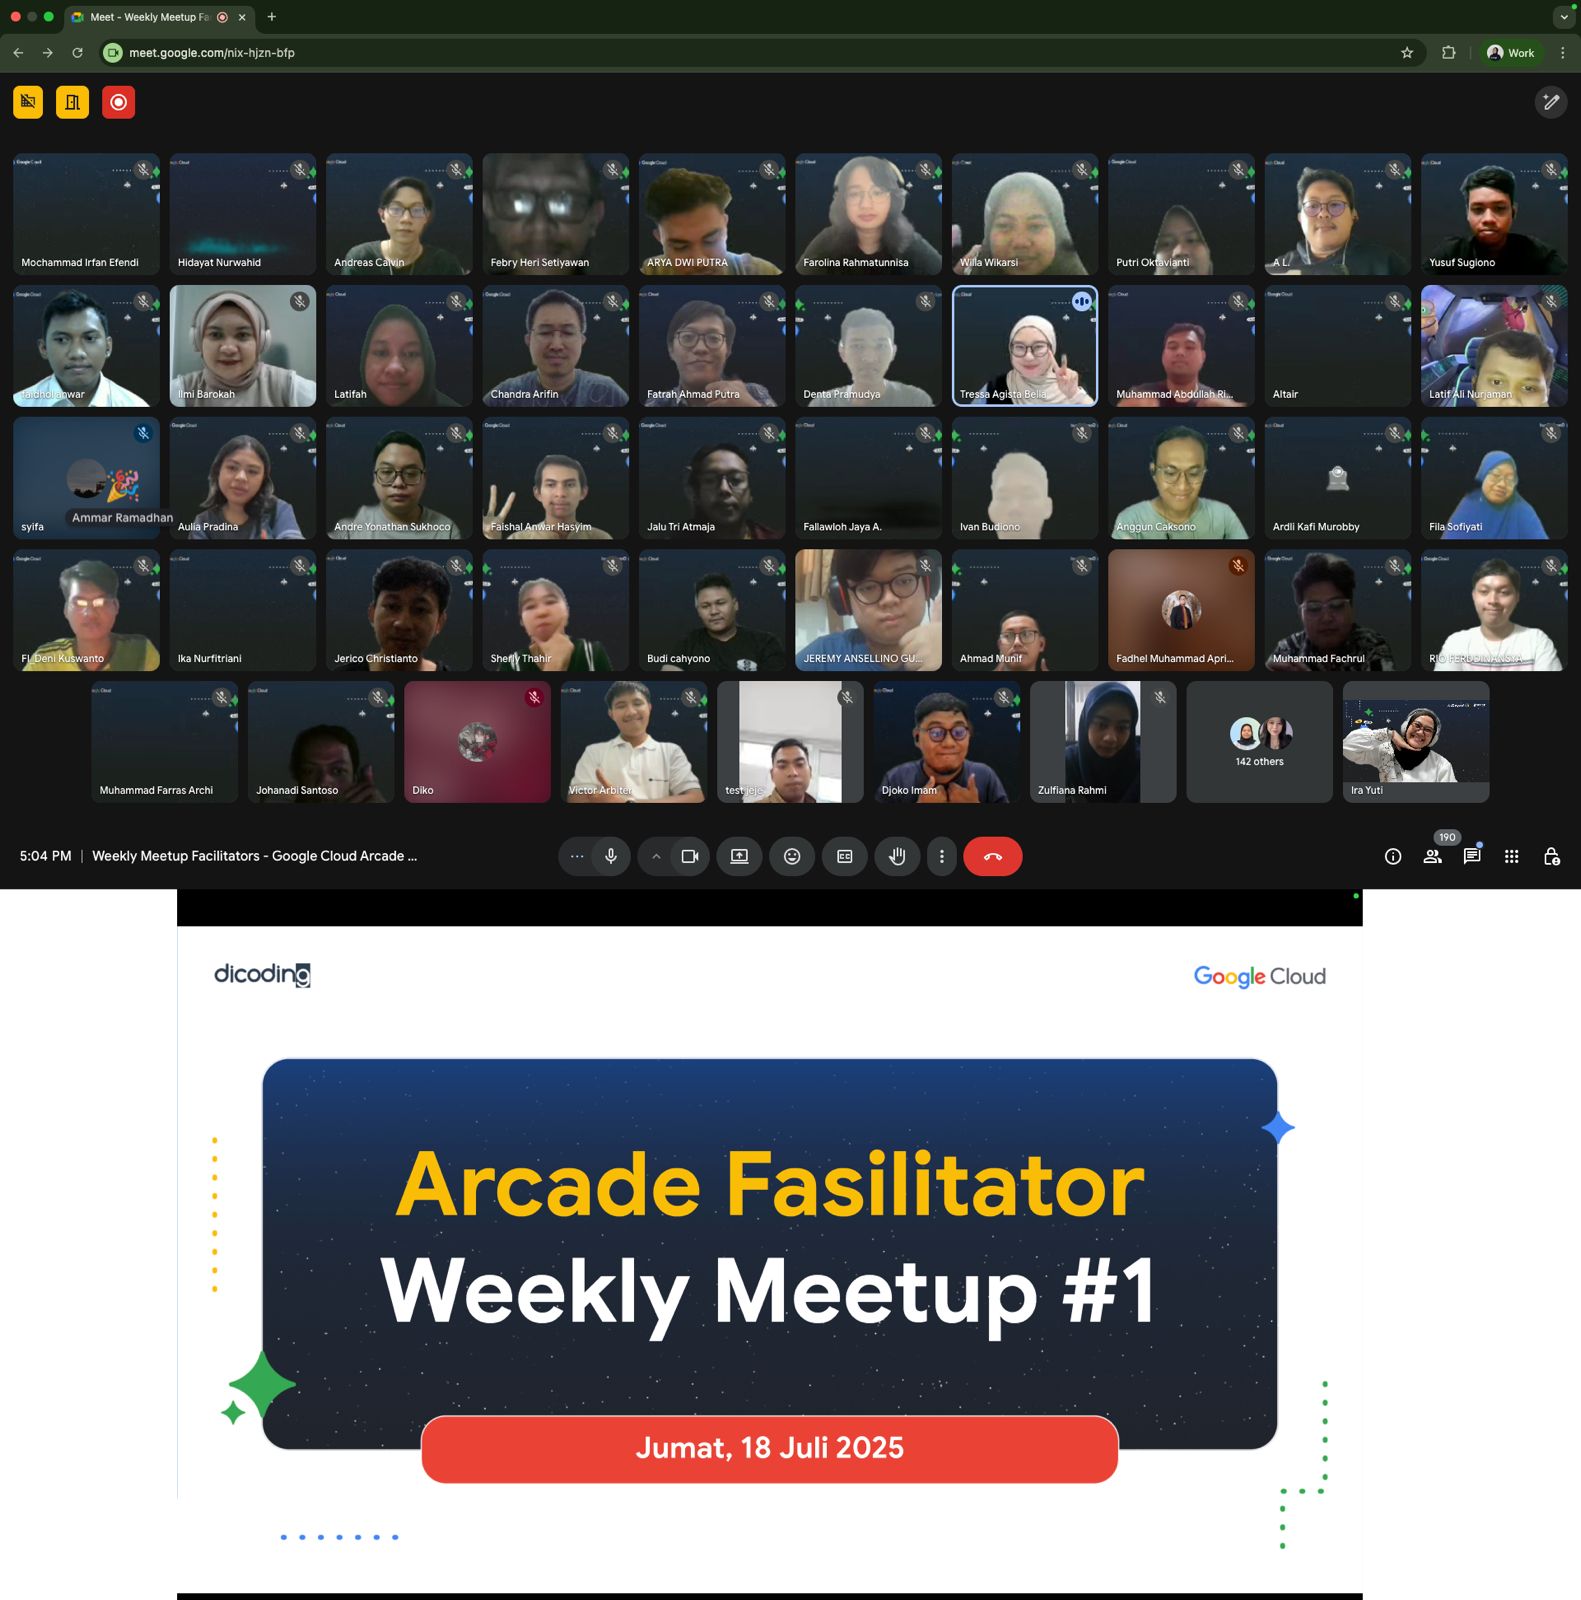 Meet - Weekly Meetup Fa
meet.google.com/nix-hjzn-bfp
Work
Mochammad Irfan Efendi
Hidayat Nurwahid
Andreas Calvin
Febry Heri Setiyawan
ARYA DWI PUTRA
Farolina Rahmatunnisa
Willa Wikarsi
Putri Oktavianti
A L.
Yusuf Sugiono
faidhol anwar
Ilmi Barokah
Latifah
Chandra Arifin
Fatrah Ahmad Putra
Denta Pramudya
Tressa Agista Bella
Muhammad Abdullah Ri...
Altair
Latif Ali Nurjaman
syifa
Ammar Ramadhan
Aulia Pradina
Andre Yonathan Sukhoco
Faishal Anwar Hasyim
Jalu Tri Atmaja
Fallawloh Jaya A.
Ivan Budiono
Anggun Caksono
Ardli Kafi Murobby
Fila Sofiyati
FI_Deni Kuswanto
Ika Nurfitriani
Jerico Christianto
Sherly Thahir
Budi cahyono
JEREMY ANSELLINO GU...
Ahmad Munif
Fadhel Muhammad Apri...
Muhammad Fachrul
RIO FERDDINANSYA
Muhammad Farras Archi
Johanadi Santoso
Diko
Victor Arbiter
test jeje
Djoko Imam
Zulfiana Rahmi
142 others
Ira Yuti
5:04 PM | Weekly Meetup Facilitators - Google Cloud Arcade ...
190
dicoding
Google Cloud
Arcade Fasilitator
Weekly Meetup #1
Jumat, 18 Juli 2025